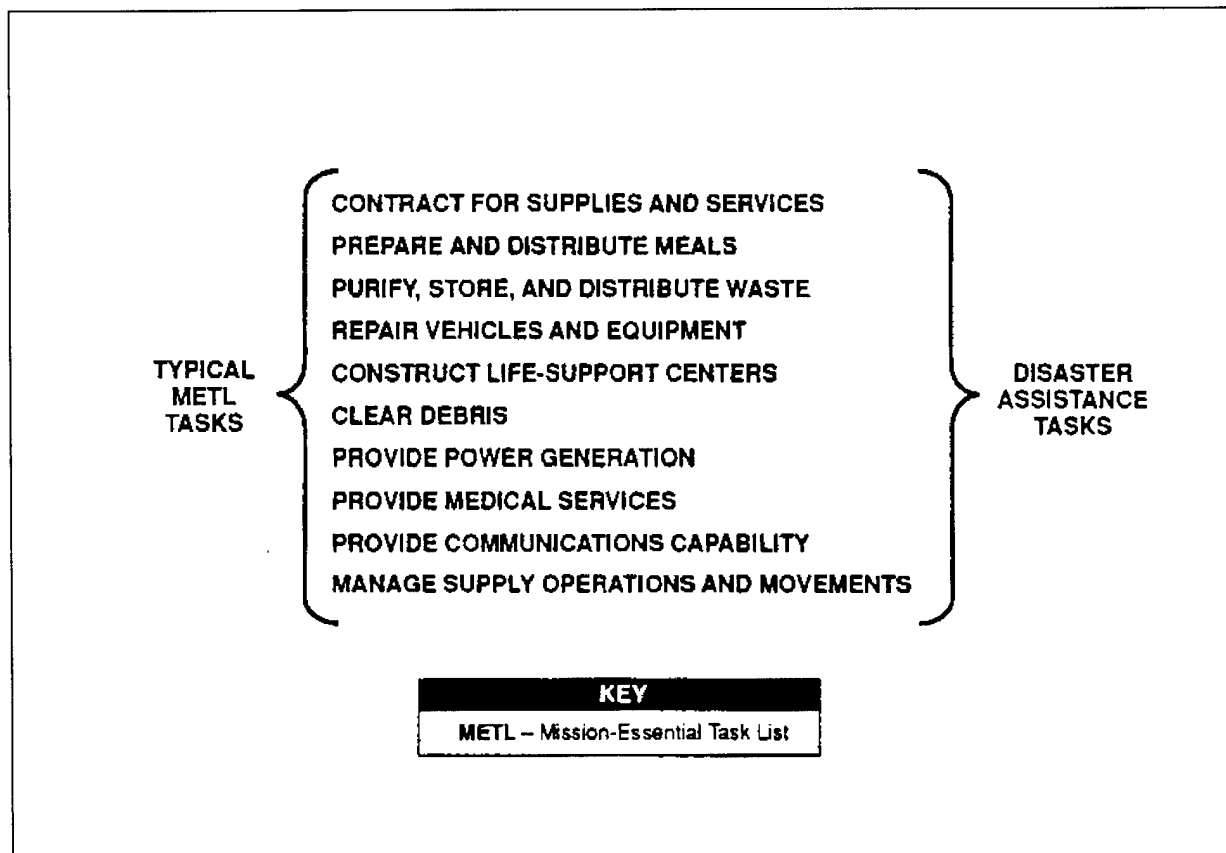 CONTRACT FOR SUPPLIES AND SERVICES
PREPARE AND DISTRIBUTE MEALS
PURIFY, STORE, AND DISTRIBUTE WASTE
REPAIR VEHICLES AND EQUIPMENT
TYPICAL
METL
TASKS
CONSTRUCT LIFE-SUPPORT CENTERS
CLEAR DEBRIS
PROVIDE POWER GENERATION
PROVIDE MEDICAL SERVICES
PROVIDE COMMUNICATIONS CAPABILITY
MANAGE SUPPLY OPERATIONS AND MOVEMENTS
DISASTER
ASSISTANCE
TASKS
KEY
METL – Mission-Essential Task List